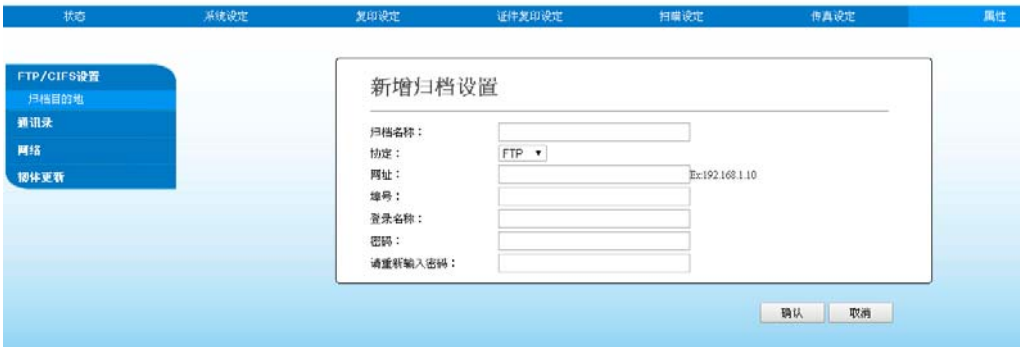 状态 系统设定 复印设定 证件复印设定 扫瞄设定 传真设定 属性
FTP/CIFS设置
归档目的地
通讯录
网络
韧体更新
新增归档设置
归档名称：
协定： FTP
网址： Ex:192.168.1.10
埠号：
登录名称：
密码：
请重新输入密码：
确认 取消